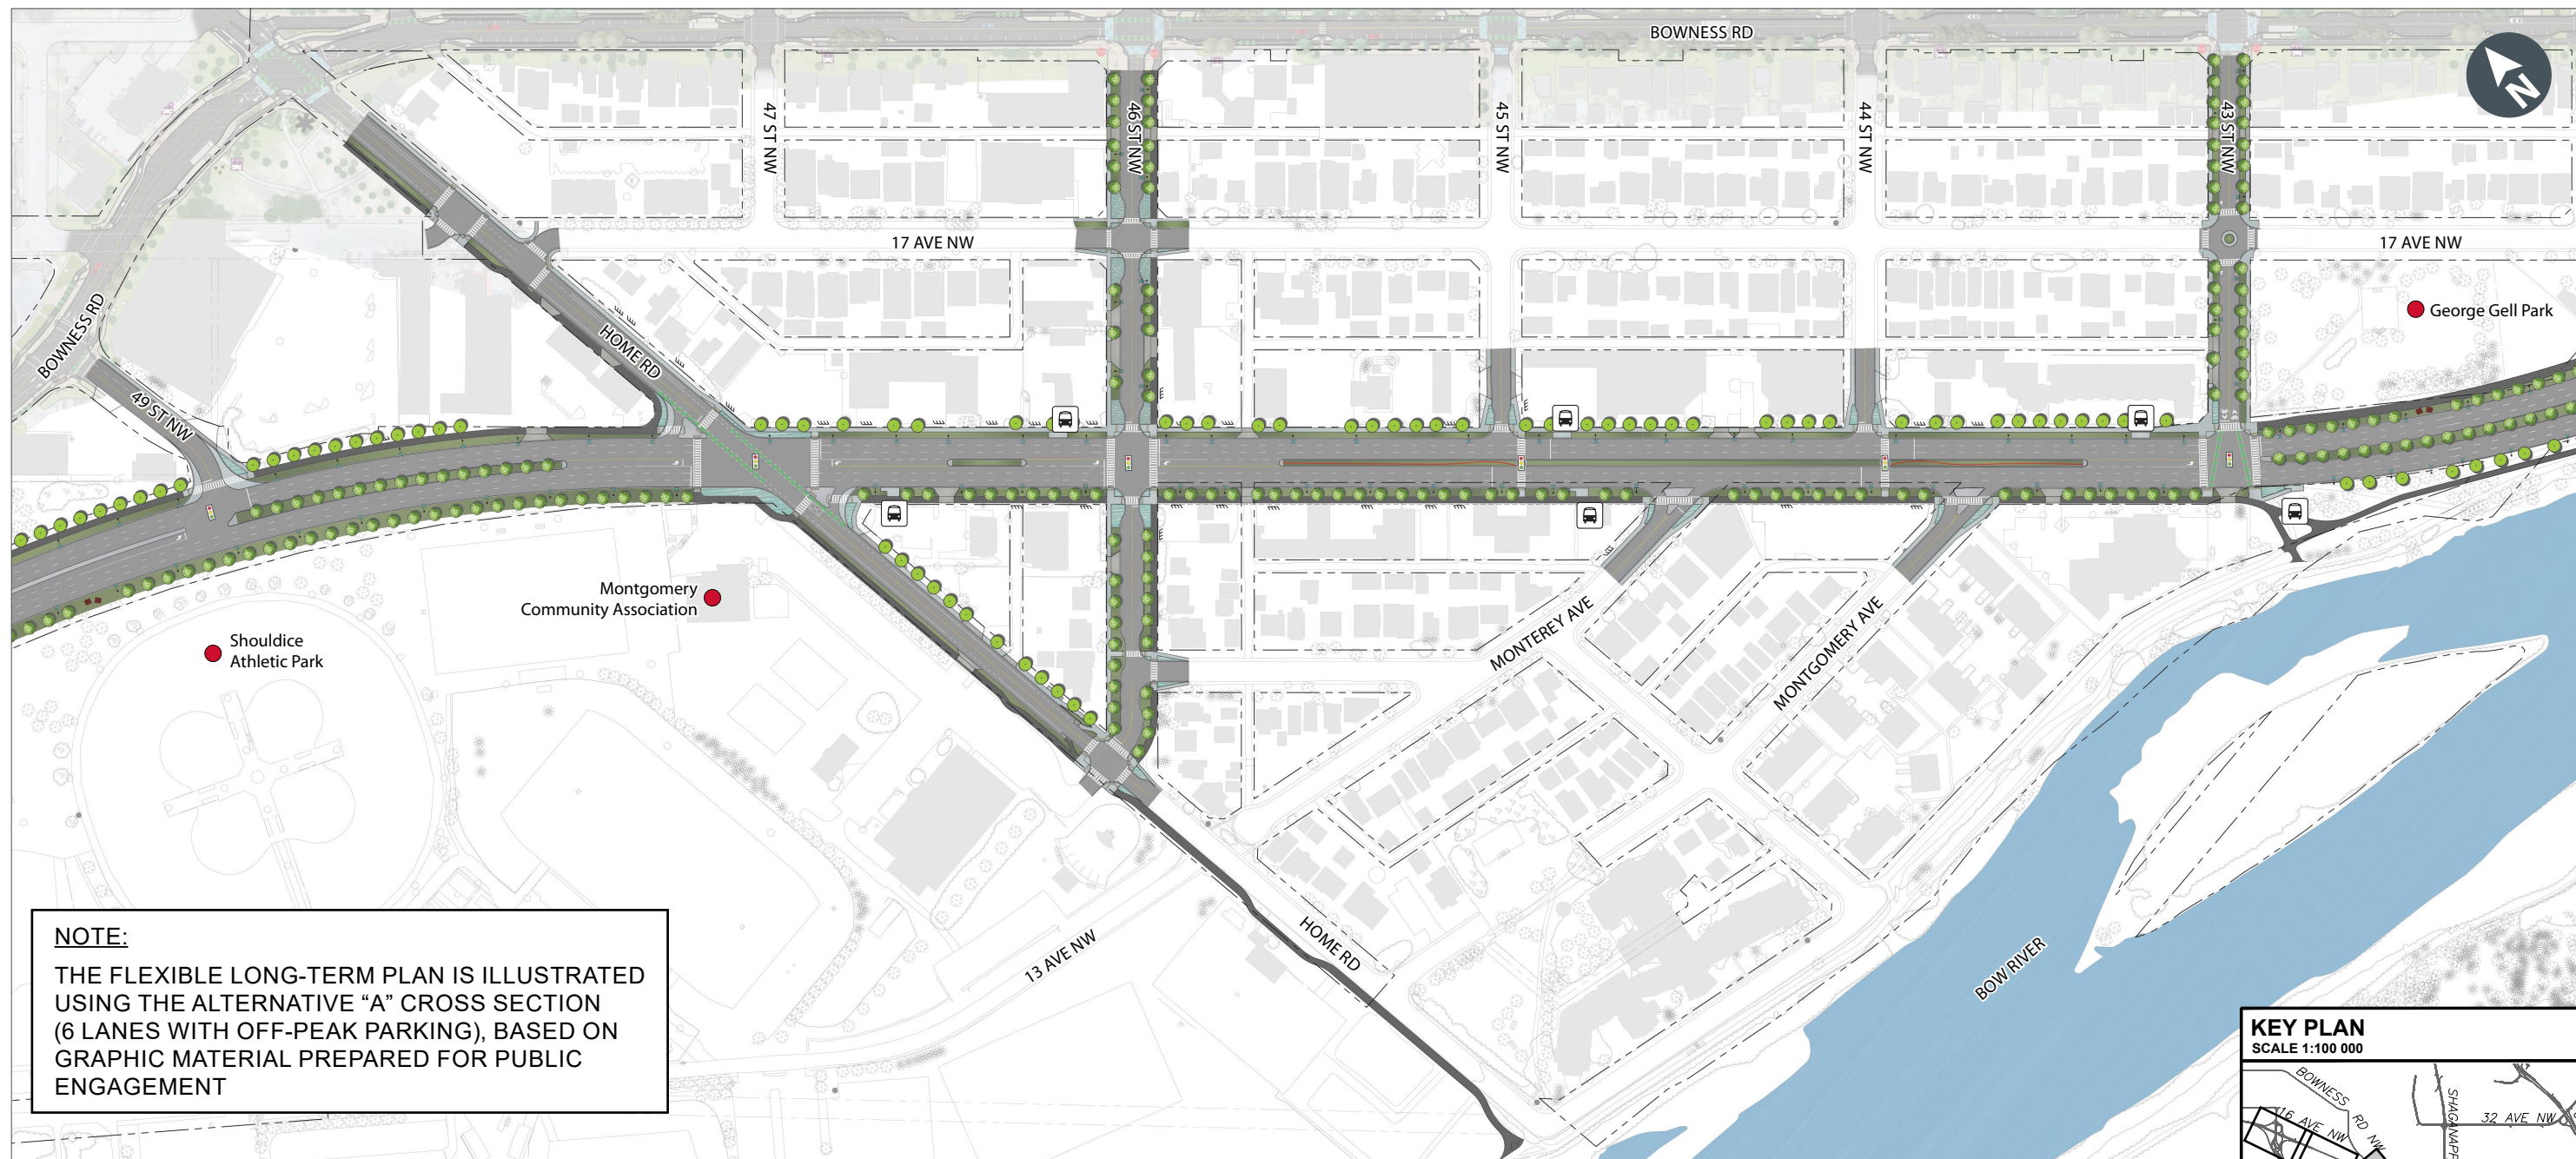 BOWNESS RD
N
47 ST NW
46 ST NW
45 ST NW
44 ST NW
43 ST NW
17 AVE NW
17 AVE NW
BOWNESS RD
HOME RD
George Gell Park
49 ST NW
Montgomery
Community Association
Shouldice
Athletic Park
MONTEREY AVE
MONTGOMERY AVE
13 AVE NW
HOME RD
BOW RIVER
NOTE:
THE FLEXIBLE LONG-TERM PLAN IS ILLUSTRATED
USING THE ALTERNATIVE “A” CROSS SECTION
(6 LANES WITH OFF-PEAK PARKING), BASED ON
GRAPHIC MATERIAL PREPARED FOR PUBLIC
ENGAGEMENT
KEY PLAN
SCALE 1:100 000
BOWNESS RD NW
16 AVE NW
SHAGANAPP
32 AVE NW